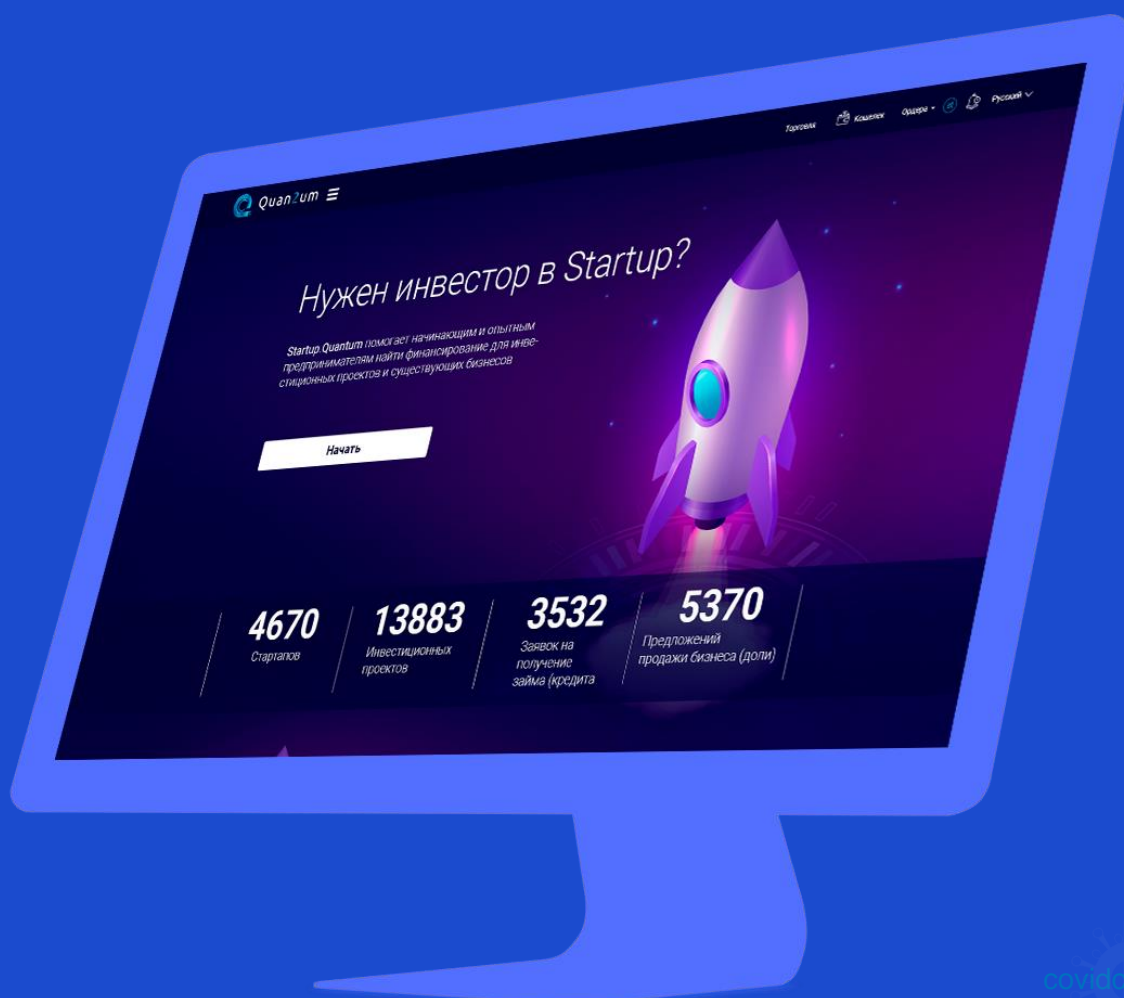 Торговля Кошелек Ордера Русский
Quan2um
Нужен инвестор в Startup?
Startup.Quantum помогает начинающим и опытным
предпринимателям найти финансирование для инве-
стиционных проектов и существующих бизнесов
Начать
4670
Стартапов
13883
Инвестиционных
проектов
3532
Заявок на
получение
займа (кредита
5370
Предложений
продажи бизнеса (доли)